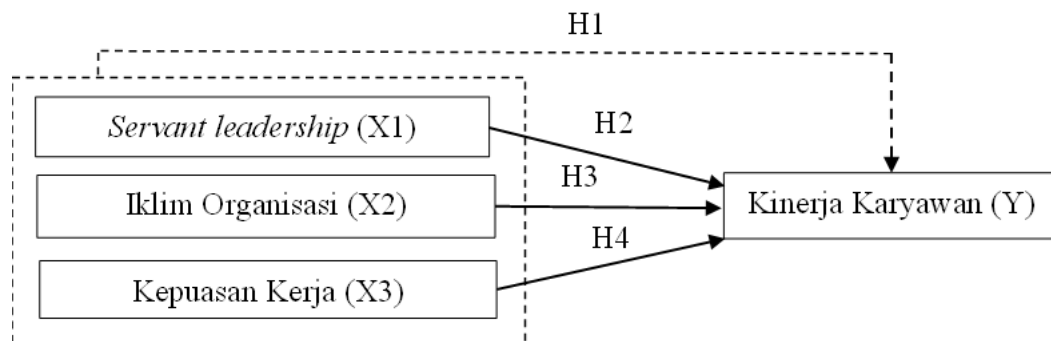 H1
Servant leadership (X1)
H2
H3
Iklim Organisasi (X2)
Kinerja Karyawan (Y)
H4
Kepuasan Kerja (X3)